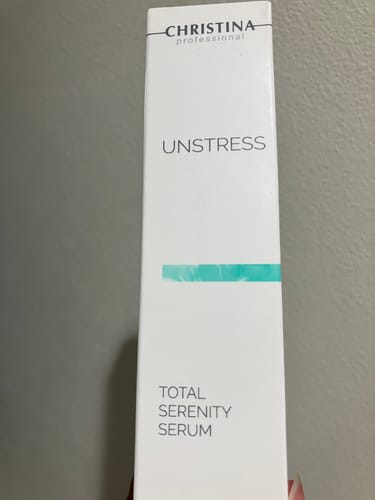 CHRISTINA
professional
UNSTRESS
TOTAL
SERENITY
SERUM